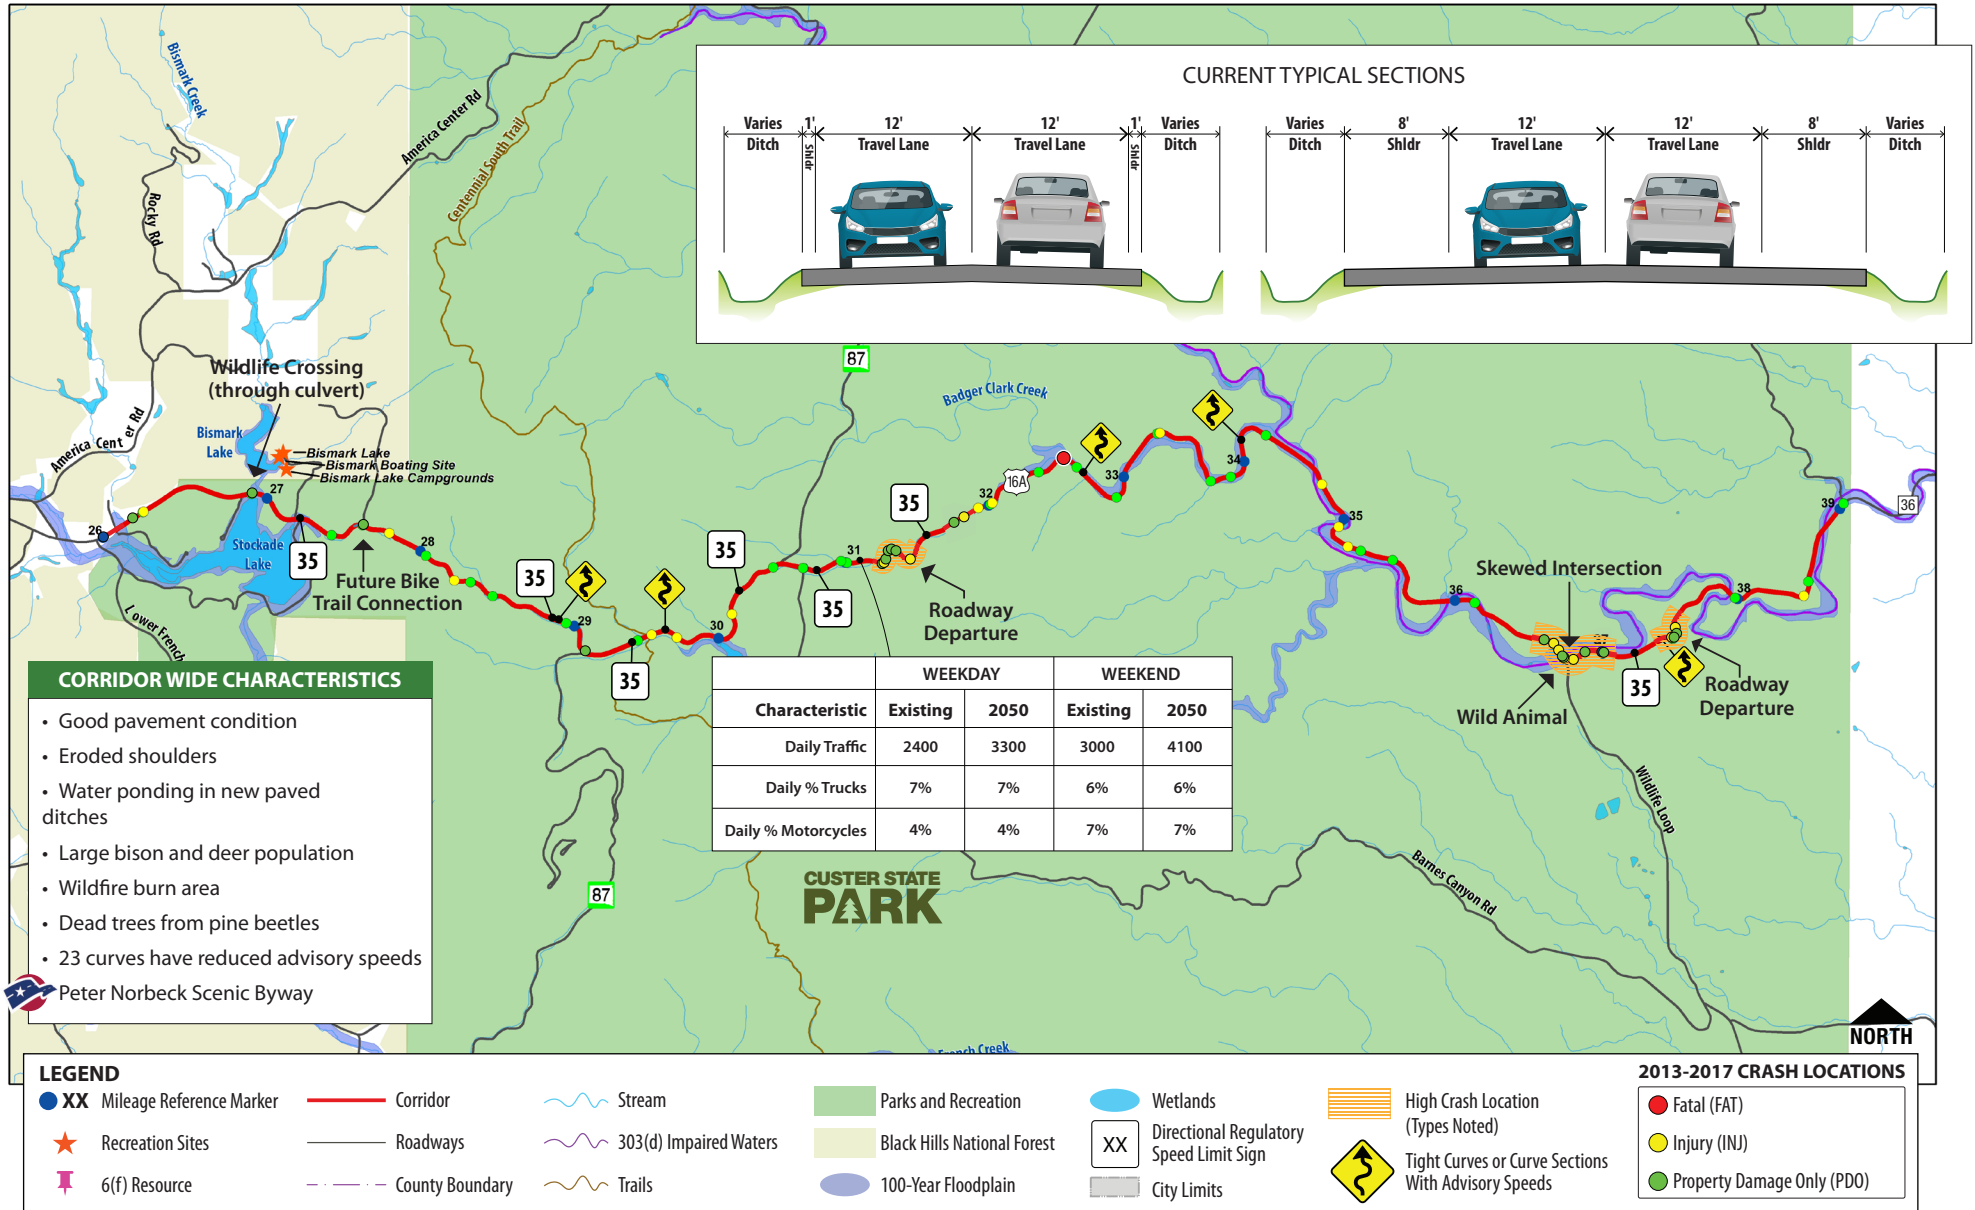 CURRENT TYPICAL SECTIONS
Varies 1' 12' 12' 1' Varies
Ditch Shldr Travel Lane Travel Lane Shldr Ditch
Varies 8' 12' 12' 8' Varies
Ditch Shldr Travel Lane Travel Lane Shldr Ditch
Bismark
Creek
Rocky Rd
America Center Rd
Centennial South Trail
Wildlife Crossing
(through culvert)
America Center Rd
Bismark
Lake
Bismark Lake
Bismark Boating Site
Bismark Lake Campgrounds
26
27
Stockade
Lake
35
Future Bike
Trail Connection
28
Lower French
35
29
35
30
35
35
31
87
35
Roadway
Departure
32
16A
Badger Clark Creek
33
34
35
36
Skewed Intersection
37
Wild Animal
35
38
Roadway
Departure
39
36
Wildlife Loop
Barnes Canyon Rd
87
CUSTER STATE
PARK
French Creek
NORTH
WEEKDAY WEEKEND
Characteristic Existing 2050 Existing 2050
Daily Traffic 2400 3300 3000 4100
Daily % Trucks 7% 7% 6% 6%
Daily % Motorcycles 4% 4% 7% 7%
CORRIDOR WIDE CHARACTERISTICS
• Good pavement condition
• Eroded shoulders
• Water ponding in new paved
ditches
• Large bison and deer population
• Wildfire burn area
• Dead trees from pine beetles
• 23 curves have reduced advisory speeds
Peter Norbeck Scenic Byway
LEGEND
XX Mileage Reference Marker
Recreation Sites
6(f) Resource
Corridor
Roadways
County Boundary
Stream
303(d) Impaired Waters
Trails
Parks and Recreation
Black Hills National Forest
100-Year Floodplain
Wetlands
XX Directional Regulatory
Speed Limit Sign
City Limits
High Crash Location
(Types Noted)
Tight Curves or Curve Sections
With Advisory Speeds
2013-2017 CRASH LOCATIONS
Fatal (FAT)
Injury (INJ)
Property Damage Only (PDO)